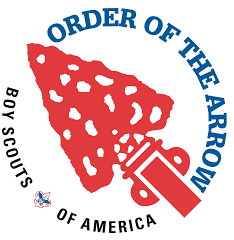 ORDER OF THE ARROW
BOY SCOUTS OF AMERICA